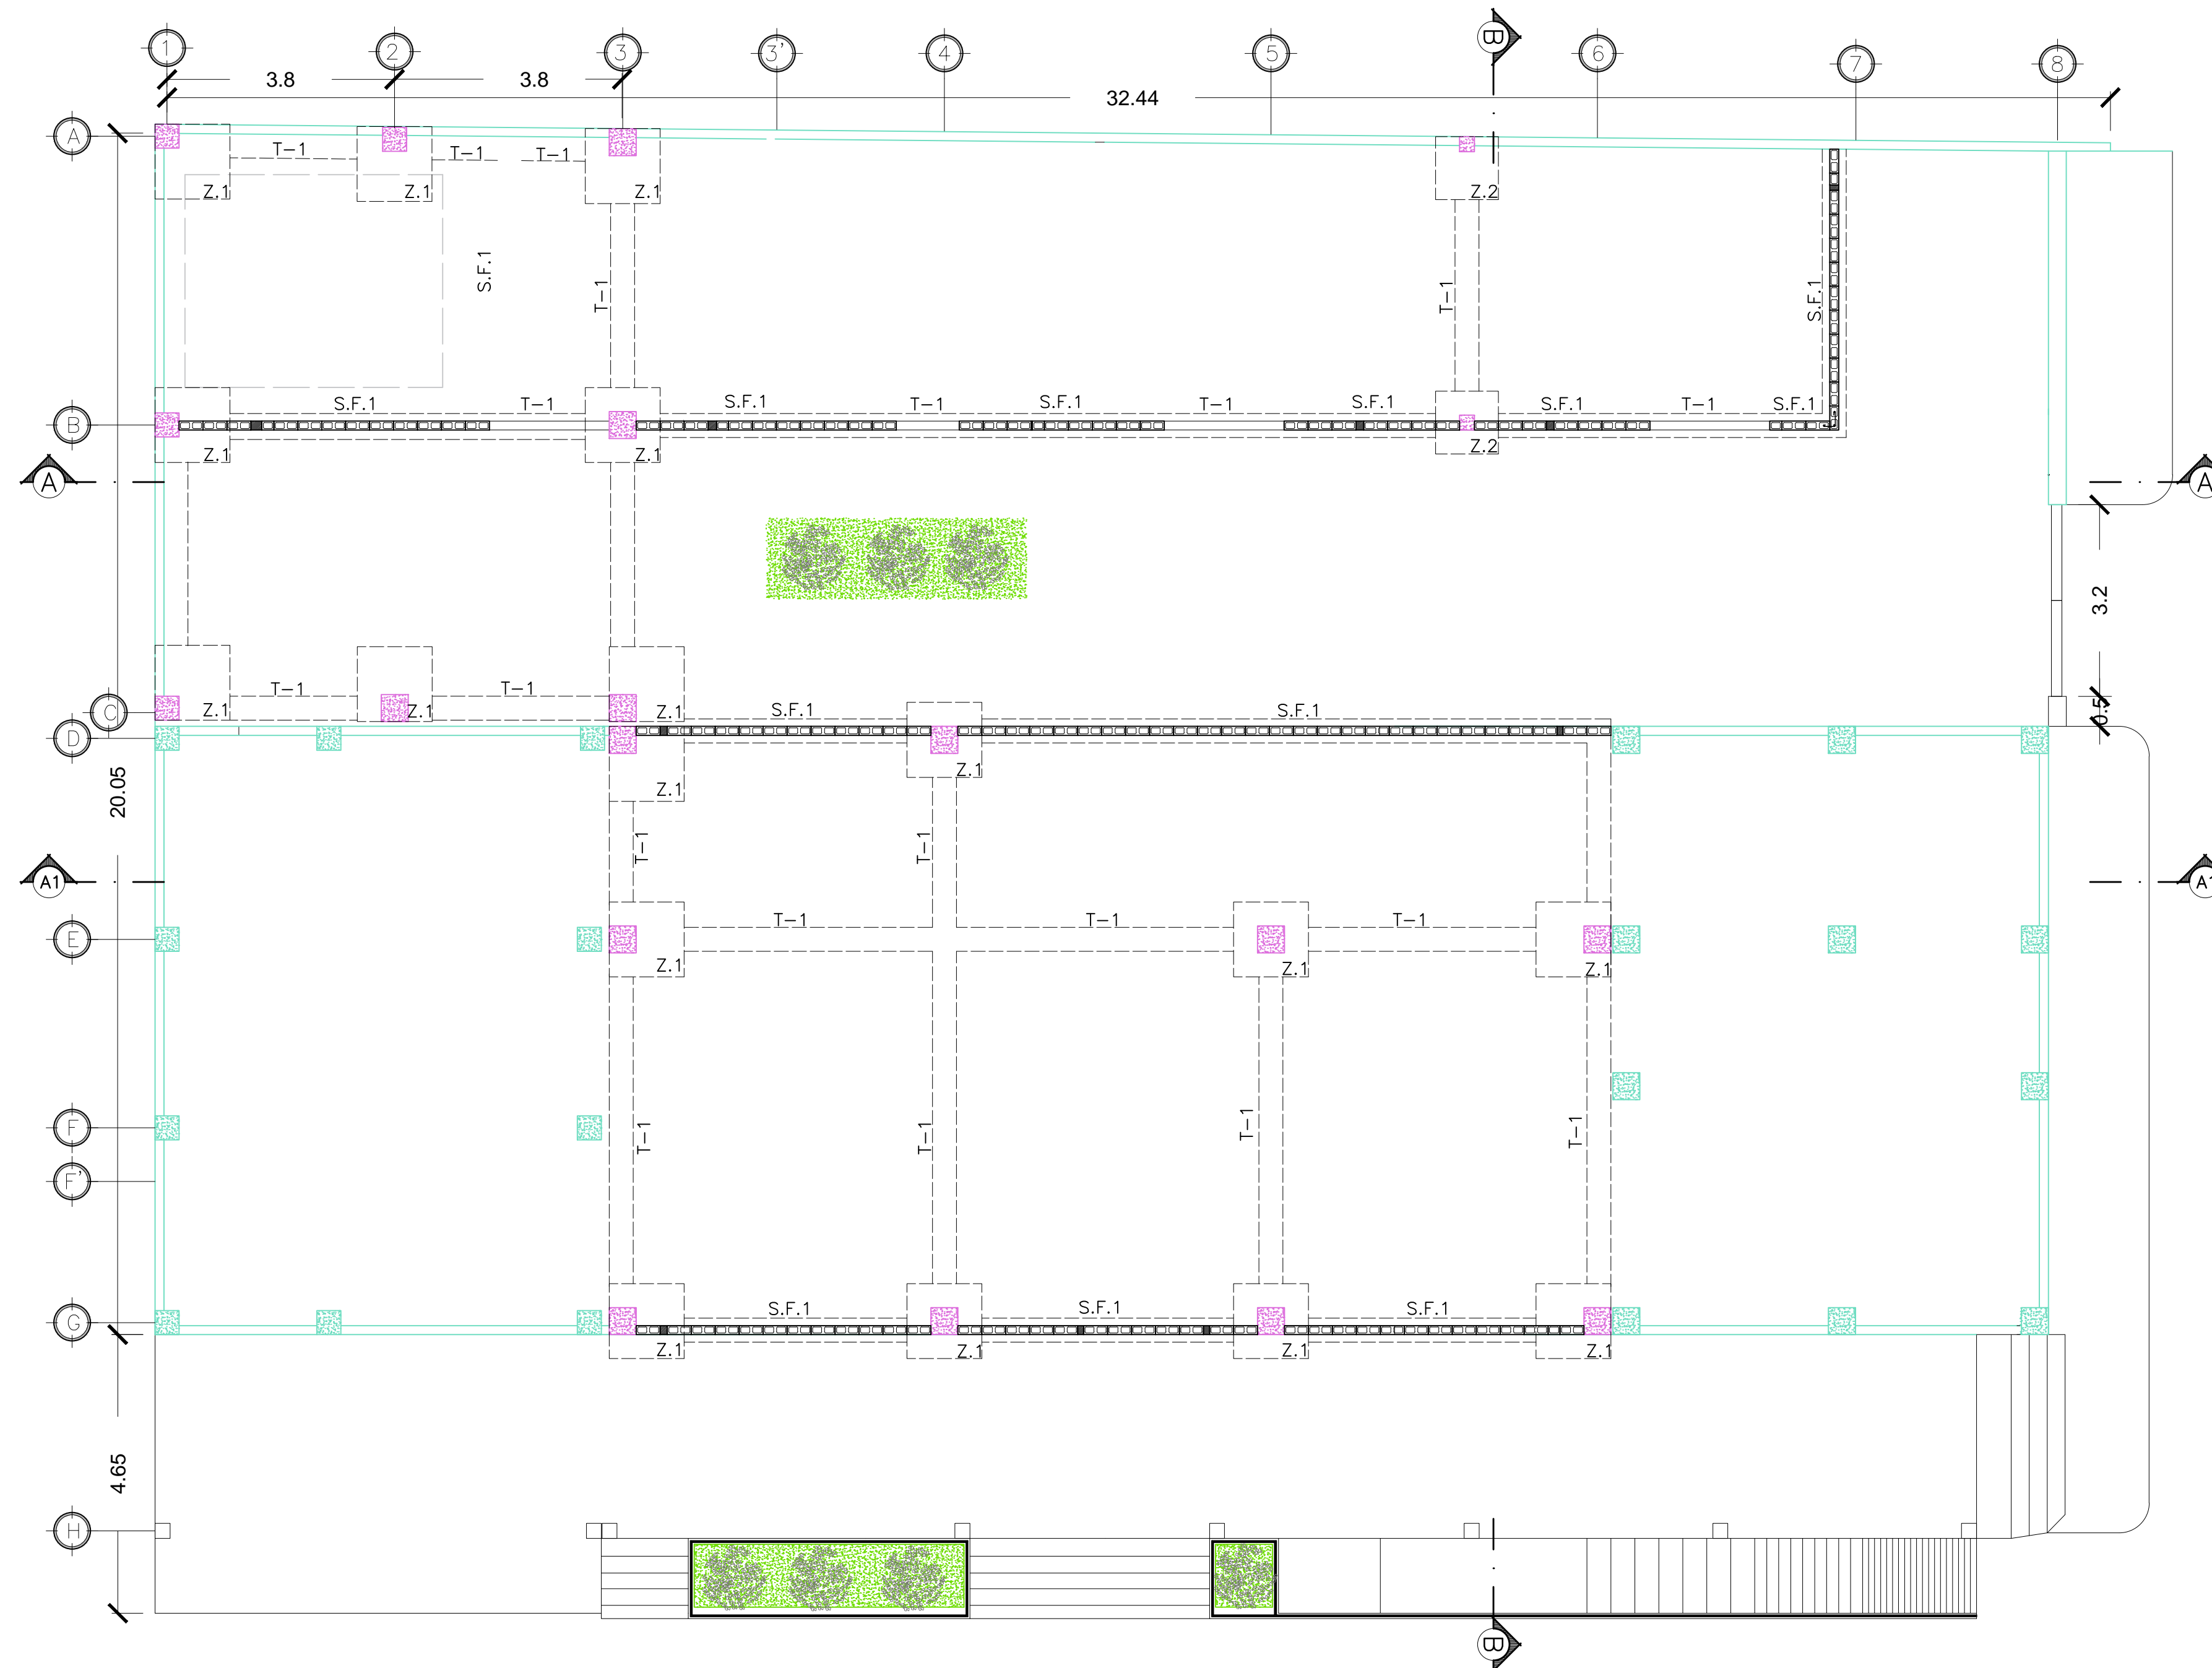 B
1 2 3 3' 4 5 6 7 8
3.8 3.8
32.44
A
T-1 T-1 T-1
Z.1 Z.1 Z.1 Z.2
S.F.1 T-1 T-1 S.F.1
S.F.1 T-1 S.F.1 T-1 S.F.1 T-1 S.F.1 S.F.1 T-1 S.F.1
B
Z.1 Z.1 Z.2
A A
3.2
T-1 T-1
C Z.1 Z.1 Z.1 S.F.1 S.F.1 0.5
D
Z.1
20.05 Z.1
T-1 T-1
A1 A1
T-1 T-1 T-1
E
Z.1 Z.1 Z.1
F
T-1 T-1 T-1 T-1
F'
S.F.1 S.F.1 S.F.1
G
Z.1 Z.1 Z.1 Z.1
4.65
H
B